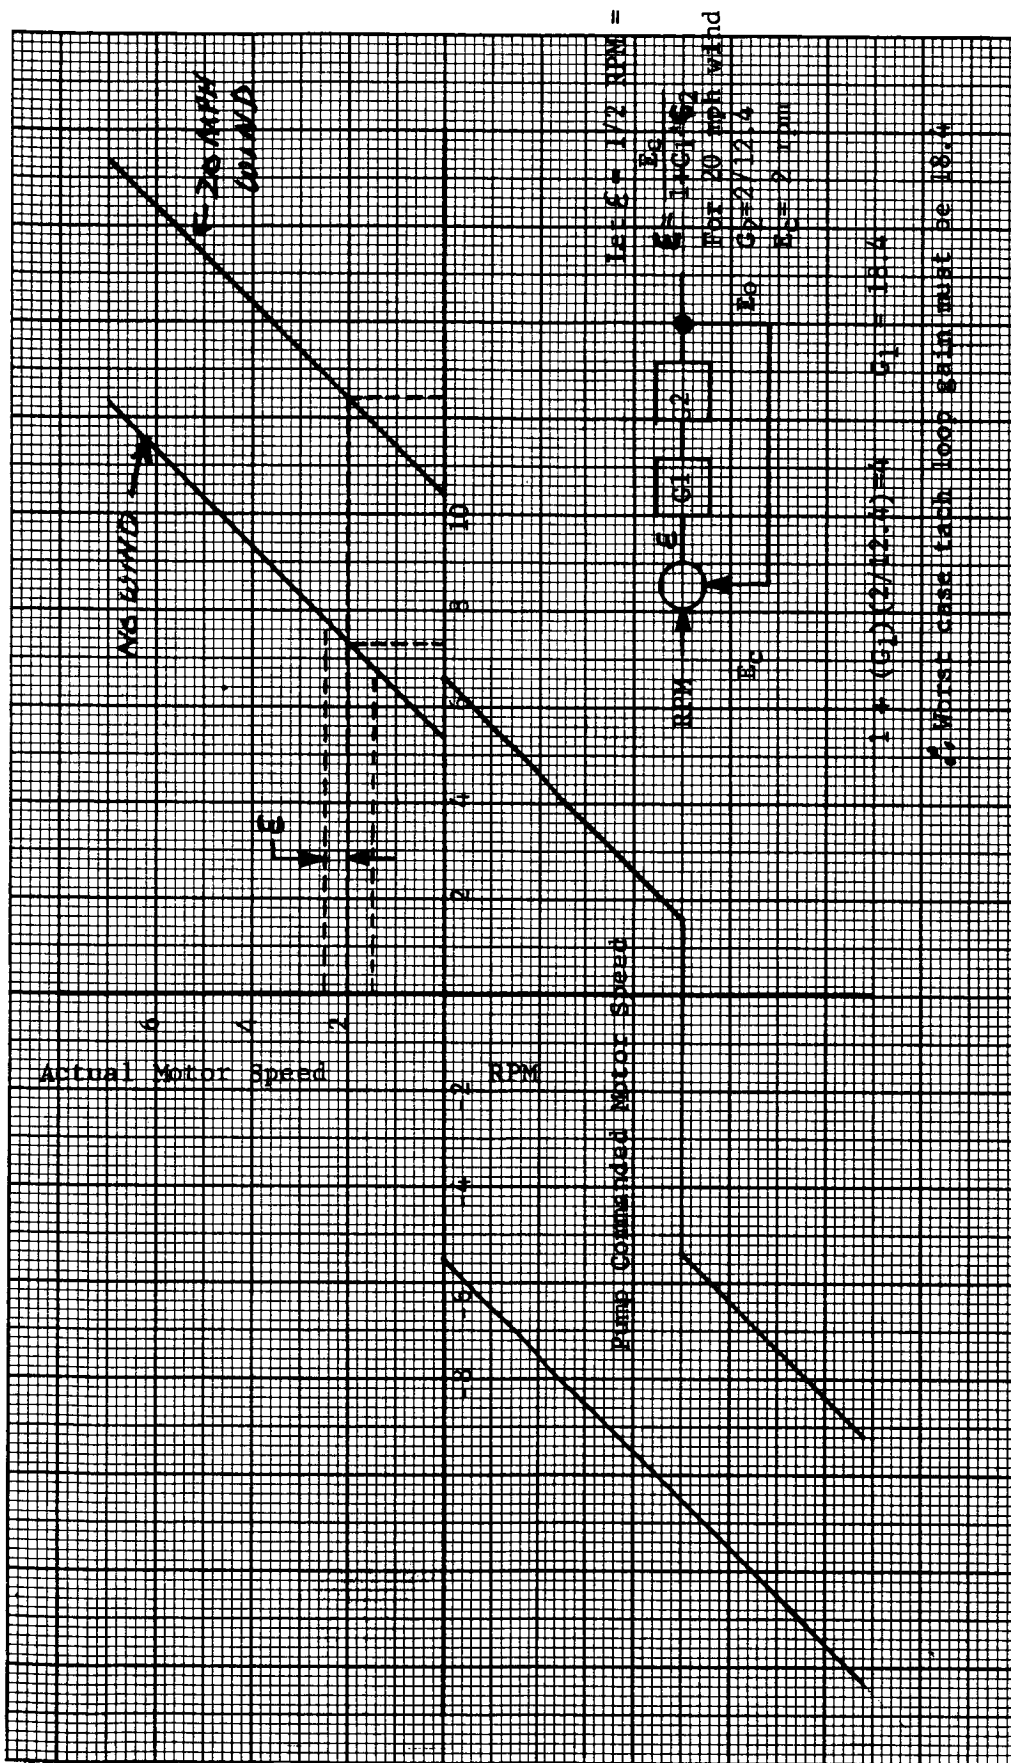 NO WIND
20 MPH
WIND
Actual Motor Speed
RPM
6
4
2
ε
-8
-6
-4
-2
2
4
6
8
10
Pump Commanded Motor Speed
Let ε = 1/2 RPM =
ε = Ec / 1+G1*G2
For 20 mph wind
G2=2/12.4
Ec= 2 rpm
RPM
Ec
ε
G1
Eo
1 + (G1)(2/12.4)=4
G1 = 18.4
∴ Worst case tach loop gain must be 18.4